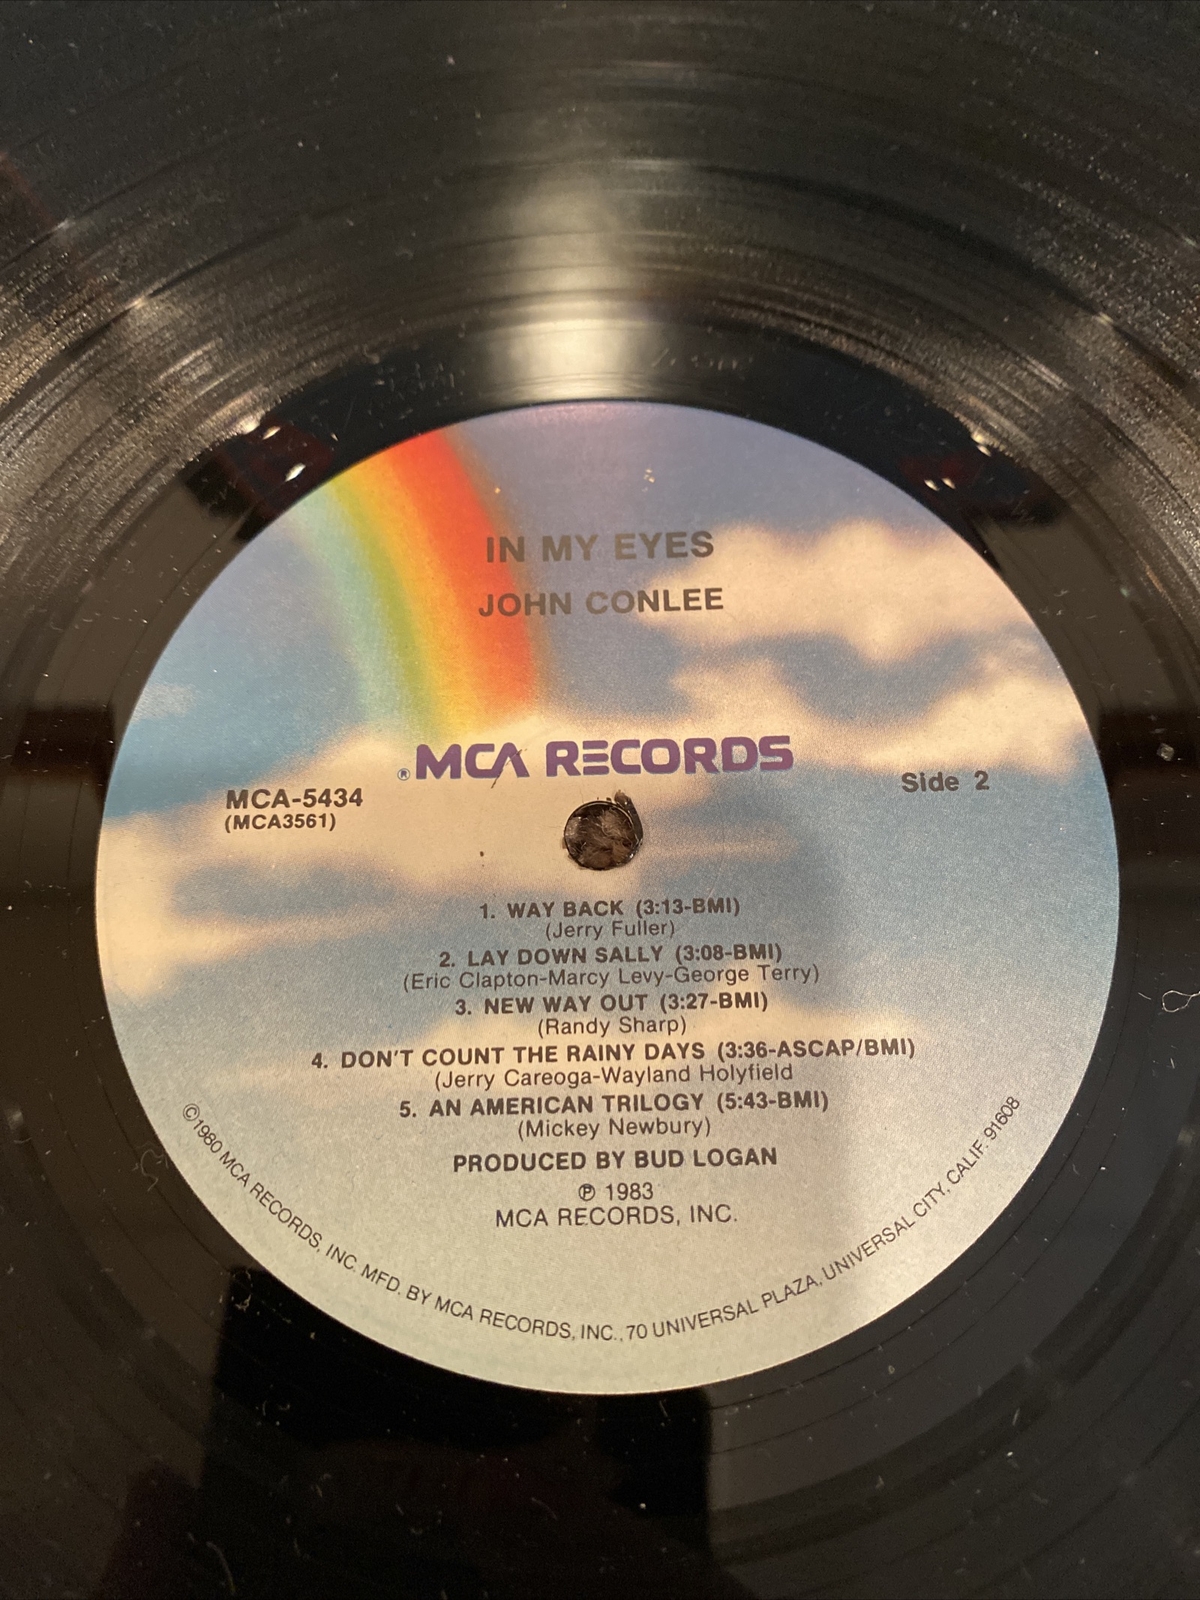 IN MY EYES
JOHN CONLEE
® MCA RECORDS
MCA-5434
(MCA3561)
Side 2
1. WAY BACK (3:13-BMI)
(Jerry Fuller)
2. LAY DOWN SALLY (3:08-BMI)
(Eric Clapton-Marcy Levy-George Terry)
3. NEW WAY OUT (3:27-BMI)
(Randy Sharp)
4. DON'T COUNT THE RAINY DAYS (3:36-ASCAP/BMI)
(Jerry Careoga-Wayland Holyfield
5. AN AMERICAN TRILOGY (5:43-BMI)
(Mickey Newbury)
PRODUCED BY BUD LOGAN
℗ 1983
MCA RECORDS, INC.
©1980 MCA RECORDS, INC. MFD. BY MCA RECORDS, INC., 70 UNIVERSAL PLAZA, UNIVERSAL CITY, CALIF. 91608